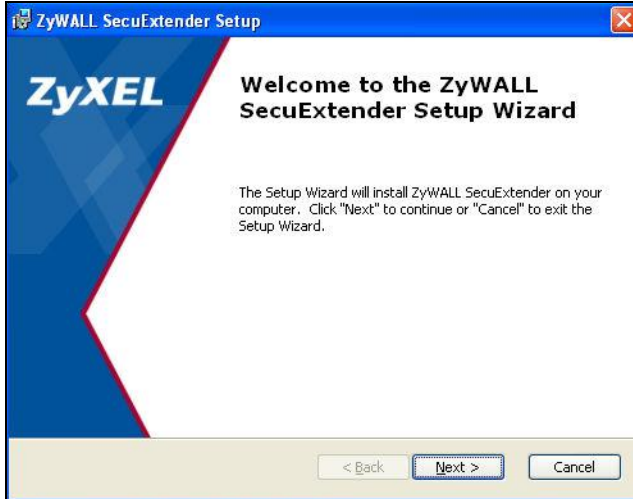 ZyWALL SecuExtender Setup
ZyXEL
Welcome to the ZyWALL
SecuExtender Setup Wizard
The Setup Wizard will install ZyWALL SecuExtender on your
computer. Click "Next" to continue or "Cancel" to exit the
Setup Wizard.
< Back Next > Cancel